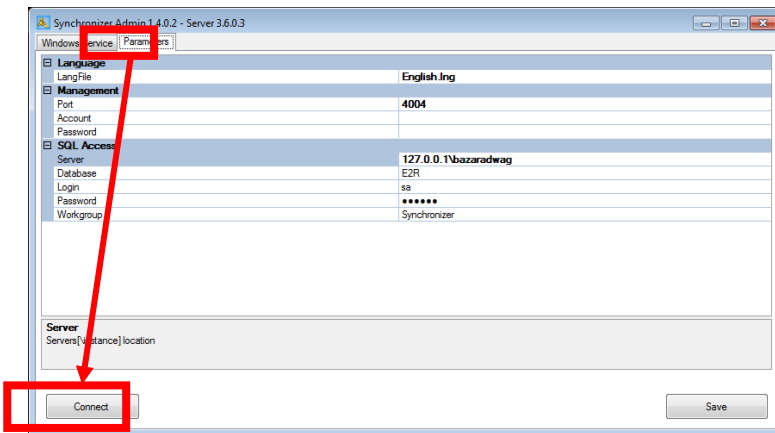 Synchronizer Admin 1.4.0.2 - Server 3.6.0.3
Windows Service Parameters
Language
LangFile English.lng
Management
Port 4004
Account
Password
SQL Access
Server 127.0.0.1\bazaradwag
Database E2R
Login sa
Password ••••••
Workgroup Synchronizer
Server
Servers[\instance] location
Connect Save